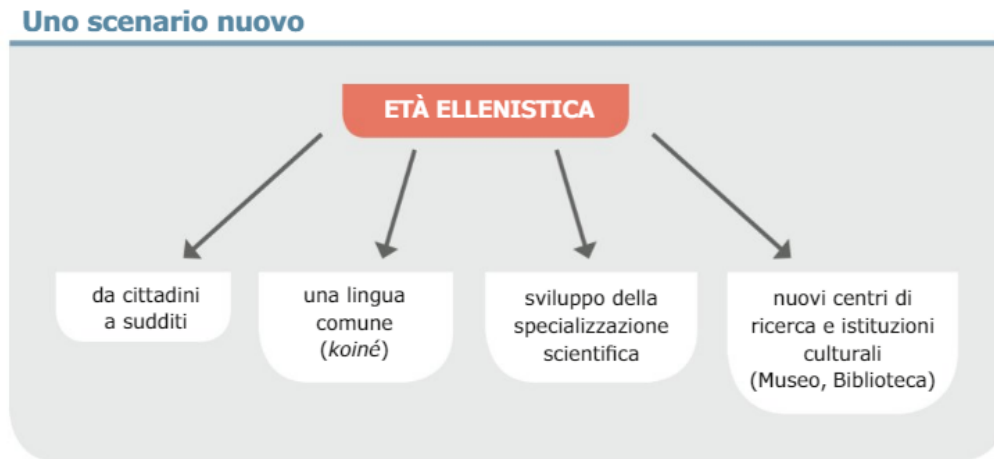 Uno scenario nuovo
ETÀ ELLENISTICA
da cittadini
a sudditi
una lingua
comune
(koiné)
sviluppo della
specializzazione
scientifica
nuovi centri di
ricerca e istituzioni
culturali
(Museo, Biblioteca)